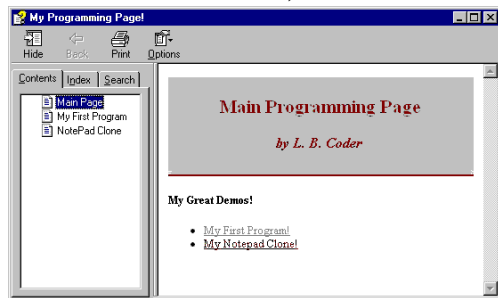 My Programming Page!
Hide Back Print Options
Contents Index Search
Main Page
My First Program
NotePad Clone
Main Programming Page
by L. B. Coder
My Great Demos!
My First Program!
My Notepad Clone!